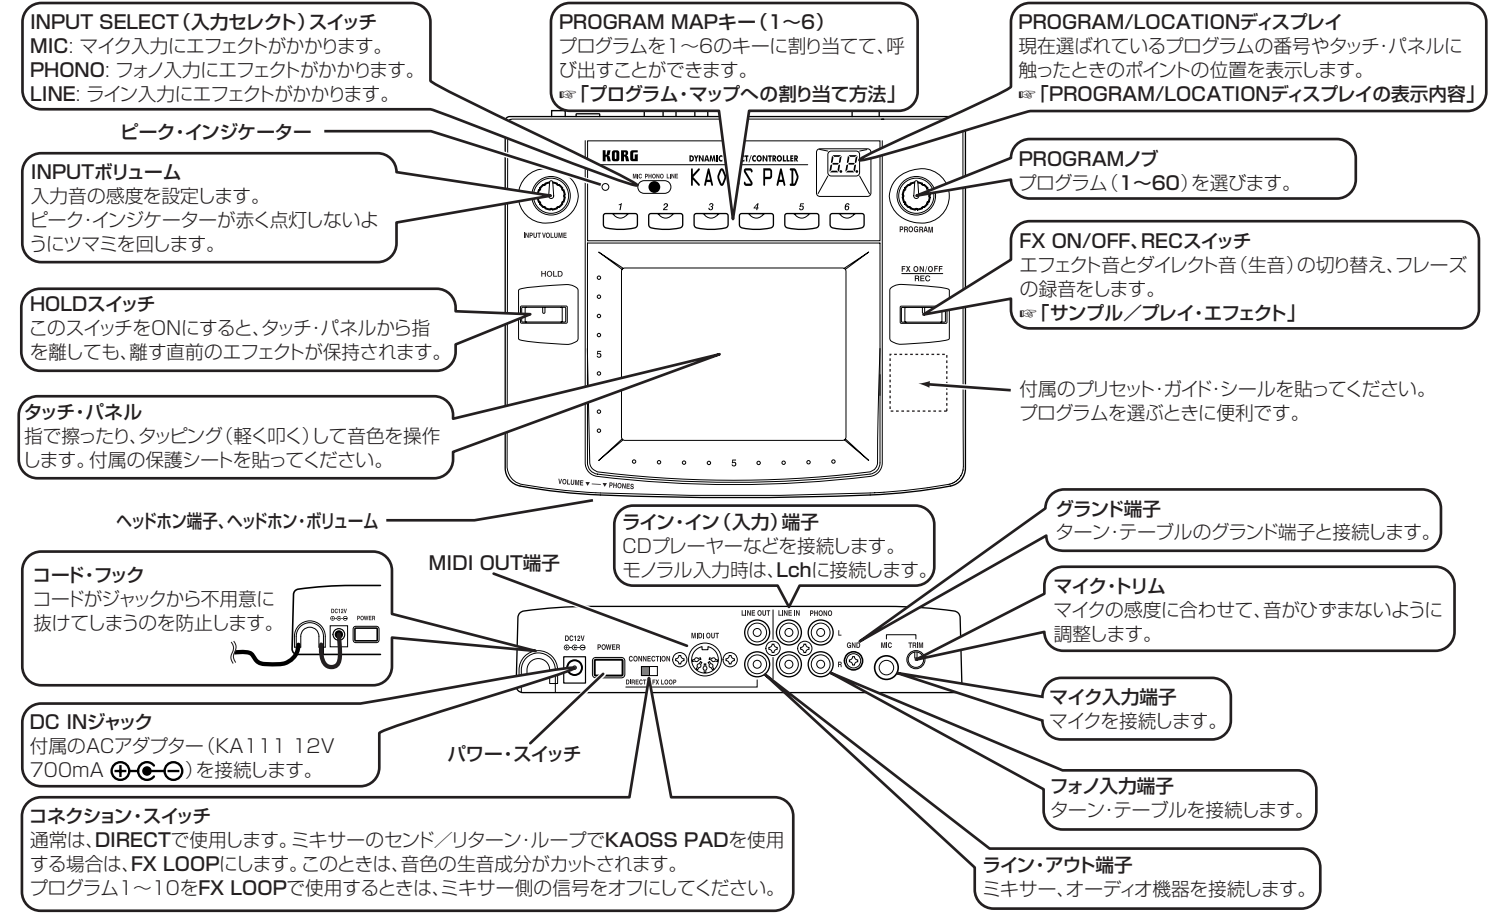 INPUT SELECT（入力セレクト）スイッチ
MIC: マイク入力にエフェクトがかかります。
PHONO: フォノ入力にエフェクトがかかります。
LINE: ライン入力にエフェクトがかかります。
PROGRAM MAPキー（1〜6）
プログラムを1〜6のキーに割り当てて、呼
び出すことができます。
☞「プログラム・マップへの割り当て方法」
PROGRAM/LOCATIONディスプレイ
現在選ばれているプログラムの番号やタッチ・パネルに
触ったときのポイントの位置を表示します。
☞「PROGRAM/LOCATIONディスプレイの表示内容」
ピーク・インジケーター
INPUTボリューム
入力音の感度を設定します。
ピーク・インジケーターが赤く点灯しないよ
うにツマミを回します。
PROGRAMノブ
プログラム（1〜60）を選びます。
FX ON/OFF、RECスイッチ
エフェクト音とダイレクト音（生音）の切り替え、フレーズ
の録音をします。
☞「サンプル／プレイ・エフェクト」
HOLDスイッチ
このスイッチをONにすると、タッチ・パネルから指
を離しても、離す直前のエフェクトが保持されます。
付属のプリセット・ガイド・シールを貼ってください。
プログラムを選ぶときに便利です。
タッチ・パネル
指で擦ったり、タッピング（軽く叩く）して音色を操作
します。付属の保護シートを貼ってください。
KORG
DYNAMIC CT/CONTROLLER
KAO S PAD
8.8.
MIC PHONO LINE
1 2 3 4 5 6
INPUT VOLUME
PROGRAM
HOLD
FX ON/OFF
REC
5
5
VOLUME ▼ — ▼ PHONES
ヘッドホン端子、ヘッドホン・ボリューム
ライン・イン（入力）端子
CDプレーヤーなどを接続します。
モノラル入力時は、Lchに接続します。
グランド端子
ターン・テーブルのグランド端子と接続します。
コード・フック
コードがジャックから不用意に
抜けてしまうのを防止します。
DC12V
POWER
MIDI OUT端子
マイク・トリム
マイクの感度に合わせて、音がひずまないように
調整します。
LINE OUT LINE IN PHONO
L
R
GND
MIC
TRIM
DC12V
POWER
CONNECTION
DIRECT FX LOOP
MIDI OUT
マイク入力端子
マイクを接続します。
DC INジャック
付属のACアダプター（KA111 12V
700mA ⊕-⊙-⊖）を接続します。
パワー・スイッチ
フォノ入力端子
ターン・テーブルを接続します。
コネクション・スイッチ
通常は、DIRECTで使用します。ミキサーのセンド／リターン・ループでKAOSS PADを使用
する場合は、FX LOOPにします。このときは、音色の生音成分がカットされます。
プログラム1〜10をFX LOOPで使用するときは、ミキサー側の信号をオフにしてください。
ライン・アウト端子
ミキサー、オーディオ機器を接続します。